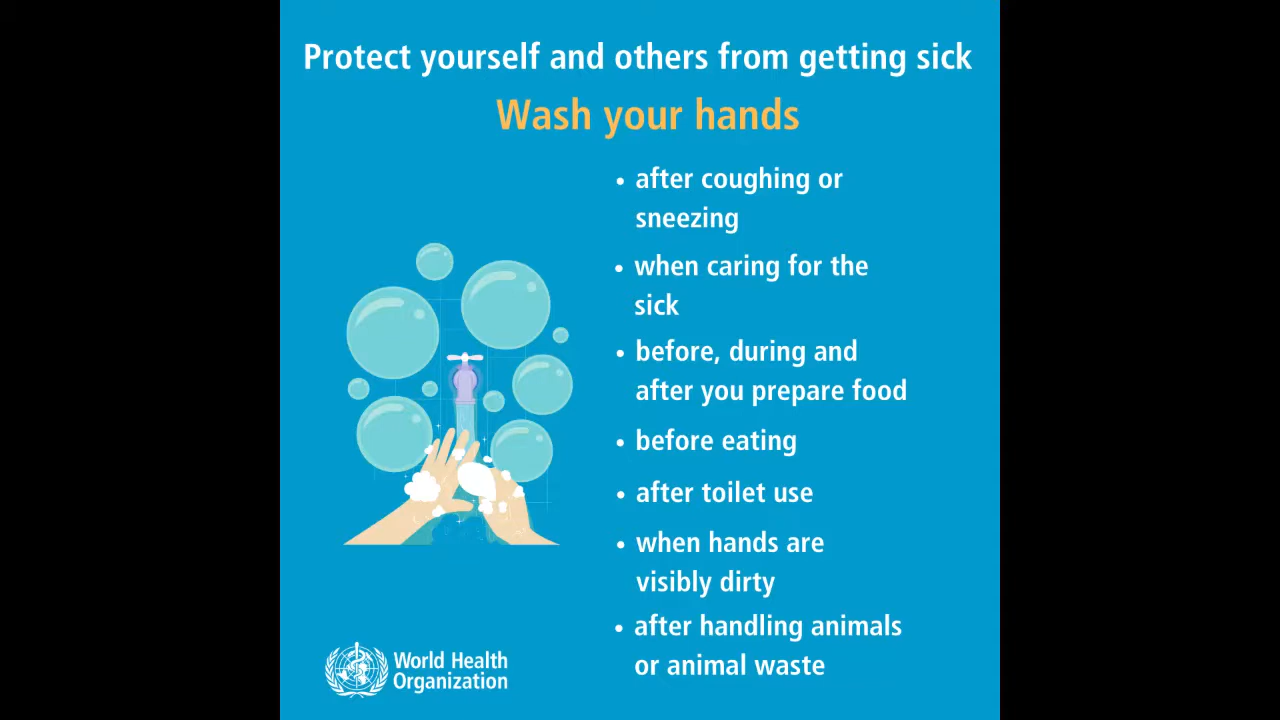 Protect yourself and others from getting sick
Wash your hands
• after coughing or
sneezing
• when caring for the
sick
• before, during and
after you prepare food
• before eating
• after toilet use
• when hands are
visibly dirty
• after handling animals
or animal waste
World Health
Organization